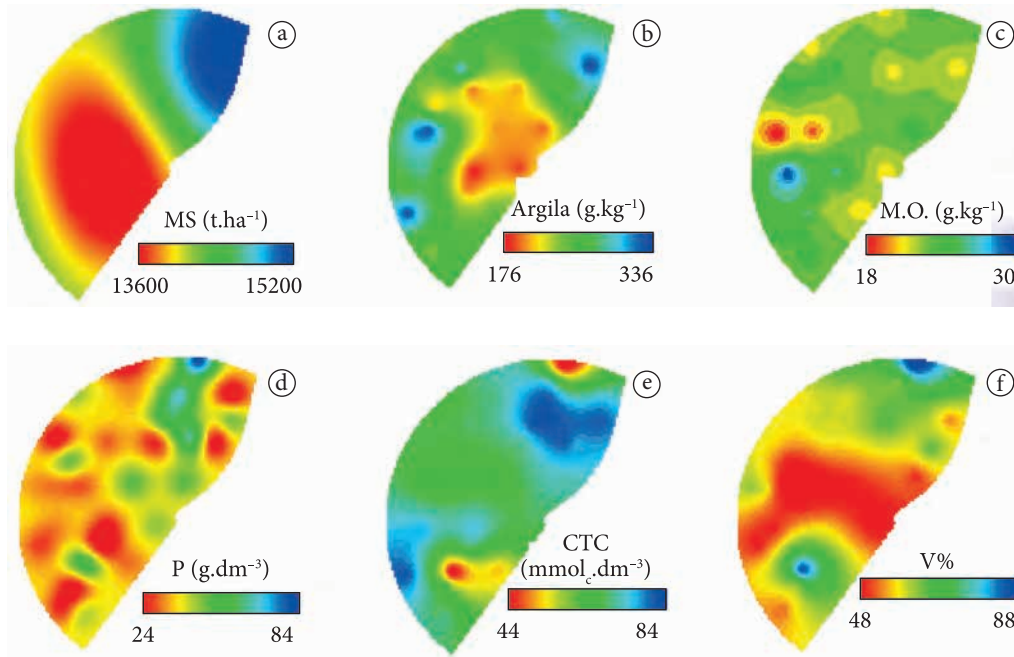 a
b
c
MS (t.ha⁻¹)
13600 15200
Argila (g.kg⁻¹)
176 336
M.O. (g.kg⁻¹)
18 30
d
e
f
P (g.dm⁻³)
24 84
CTC
(mmol꜀.dm⁻³)
44 84
V%
48 88